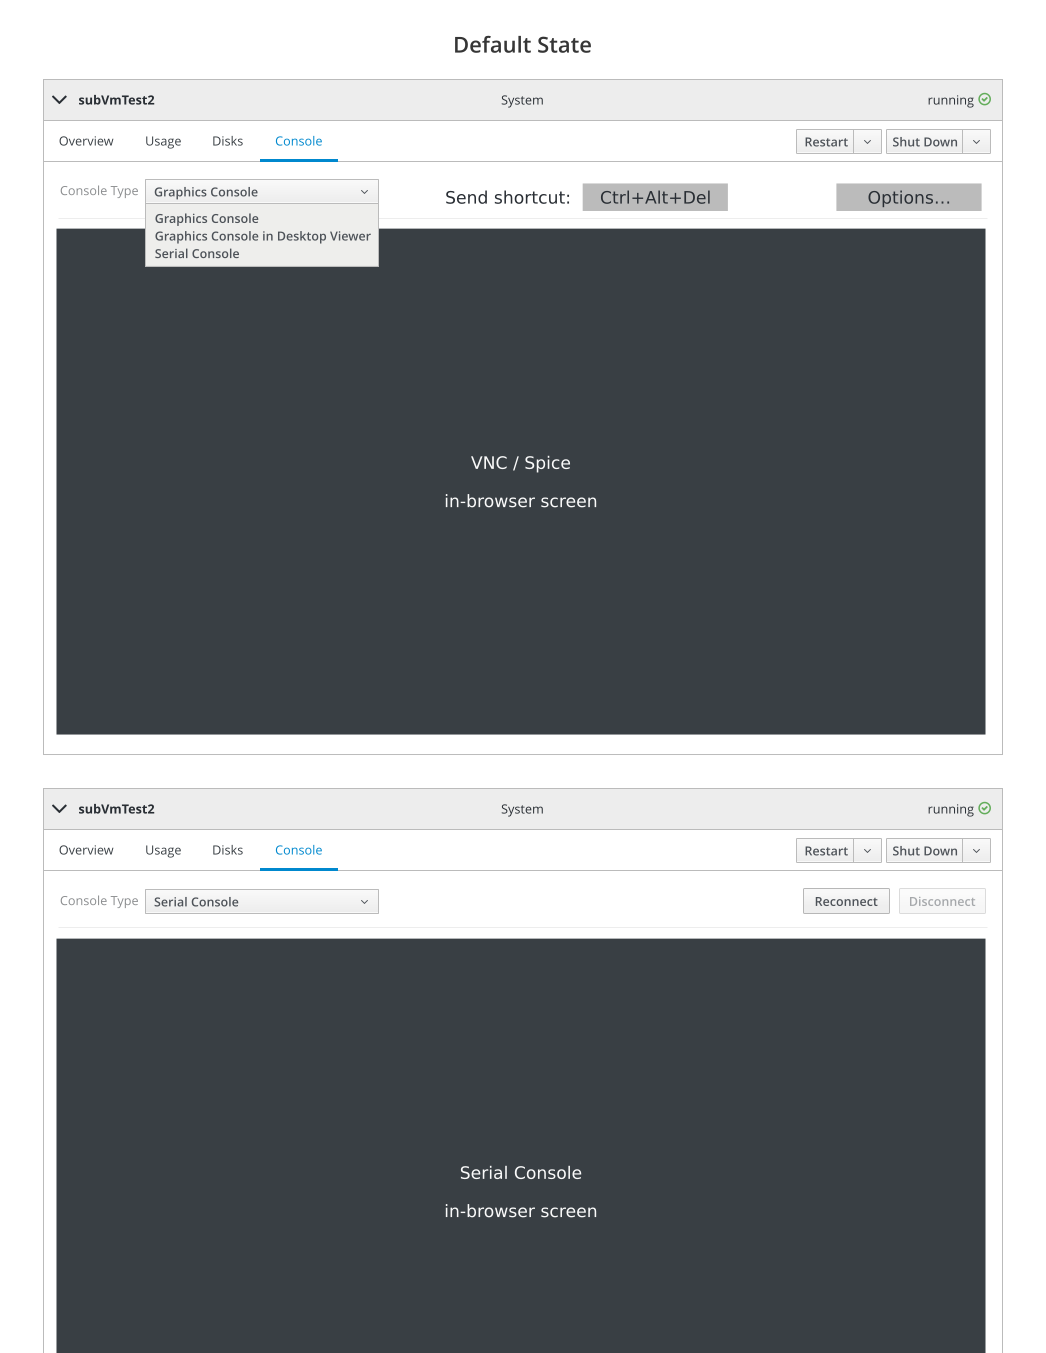 Default State
subVmTest2 System running
Overview Usage Disks Console Restart Shut Down
Console Type Graphics Console Send shortcut: Ctrl+Alt+Del Options...
Graphics Console
Graphics Console in Desktop Viewer
Serial Console
VNC / Spice
in-browser screen
subVmTest2 System running
Overview Usage Disks Console Restart Shut Down
Console Type Serial Console Reconnect Disconnect
Serial Console
in-browser screen